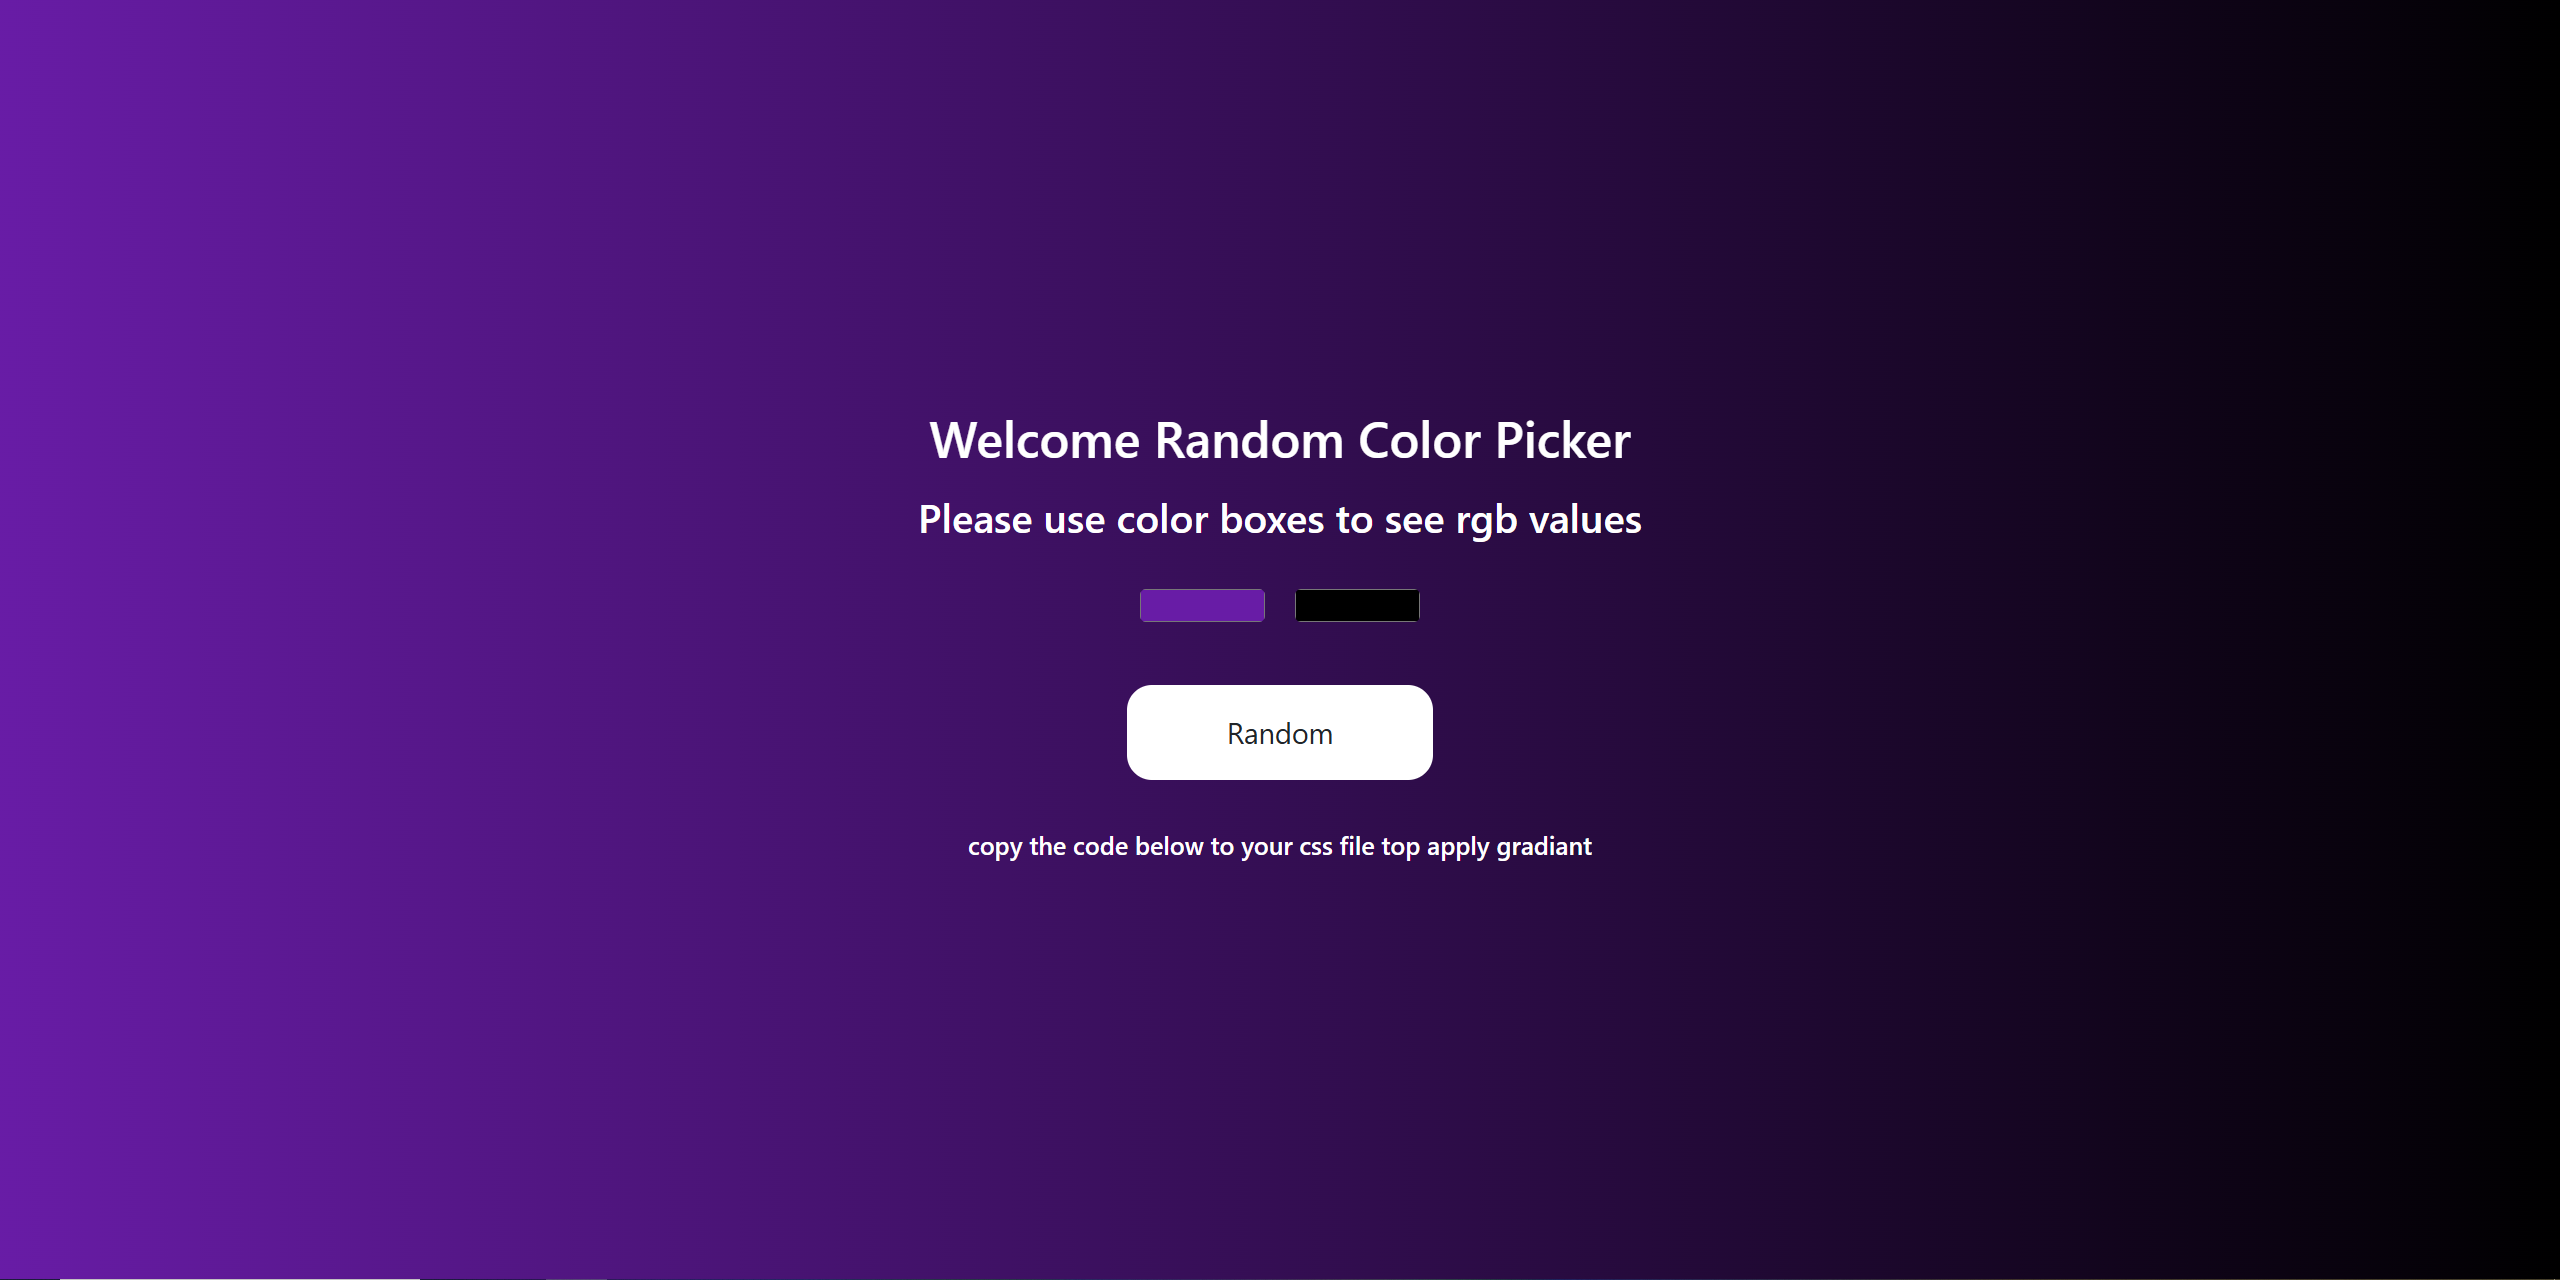 Welcome Random Color Picker
Please use color boxes to see rgb values
Random
copy the code below to your css file top apply gradiant